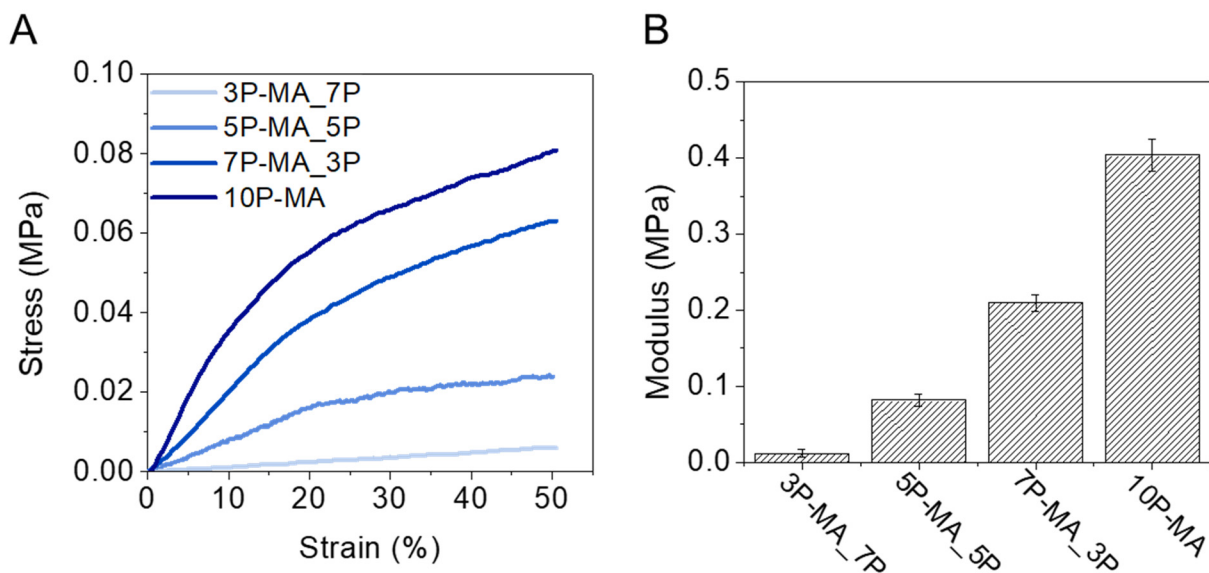 A
Stress (MPa)
0.10
0.08
0.06
0.04
0.02
0.00
3P-MA_7P
5P-MA_5P
7P-MA_3P
10P-MA
0 10 20 30 40 50
Strain (%)
B
Modulus (MPa)
0.5
0.4
0.3
0.2
0.1
0.0
3P-MA_7P
5P-MA_5P
7P-MA_3P
10P-MA